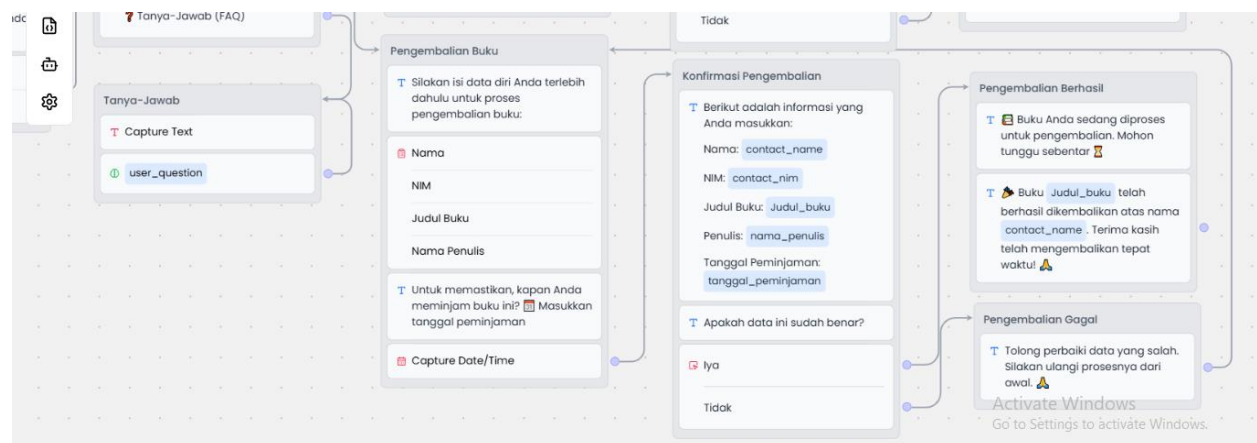 Tanya-Jawab (FAQ)
Tanya-Jawab
Capture Text
user_question
Pengembalian Buku
Silakan isi data diri Anda terlebih
dahulu untuk proses
pengembalian buku:
Nama
NIM
Judul Buku
Nama Penulis
Untuk memastikan, kapan Anda
meminjam buku ini? 📅 Masukkan
tanggal peminjaman
Capture Date/Time
Tidak
Konfirmasi Pengembalian
Berikut adalah informasi yang
Anda masukkan:
Nama: contact_name
NIM: contact_nim
Judul Buku: Judul_buku
Penulis: nama_penulis
Tanggal Peminjaman:
tanggal_peminjaman
Apakah data ini sudah benar?
Iya
Tidak
Pengembalian Berhasil
Buku Anda sedang diproses
untuk pengembalian. Mohon
tunggu sebentar ⏳
🎉 Buku Judul_buku telah
berhasil dikembalikan atas nama
contact_name . Terima kasih
telah mengembalikan tepat
waktu! 🙏
Pengembalian Gagal
Tolong perbaiki data yang salah.
Silakan ulangi prosesnya dari
awal. 🙏
Activate Windows
Go to Settings to activate Windows.